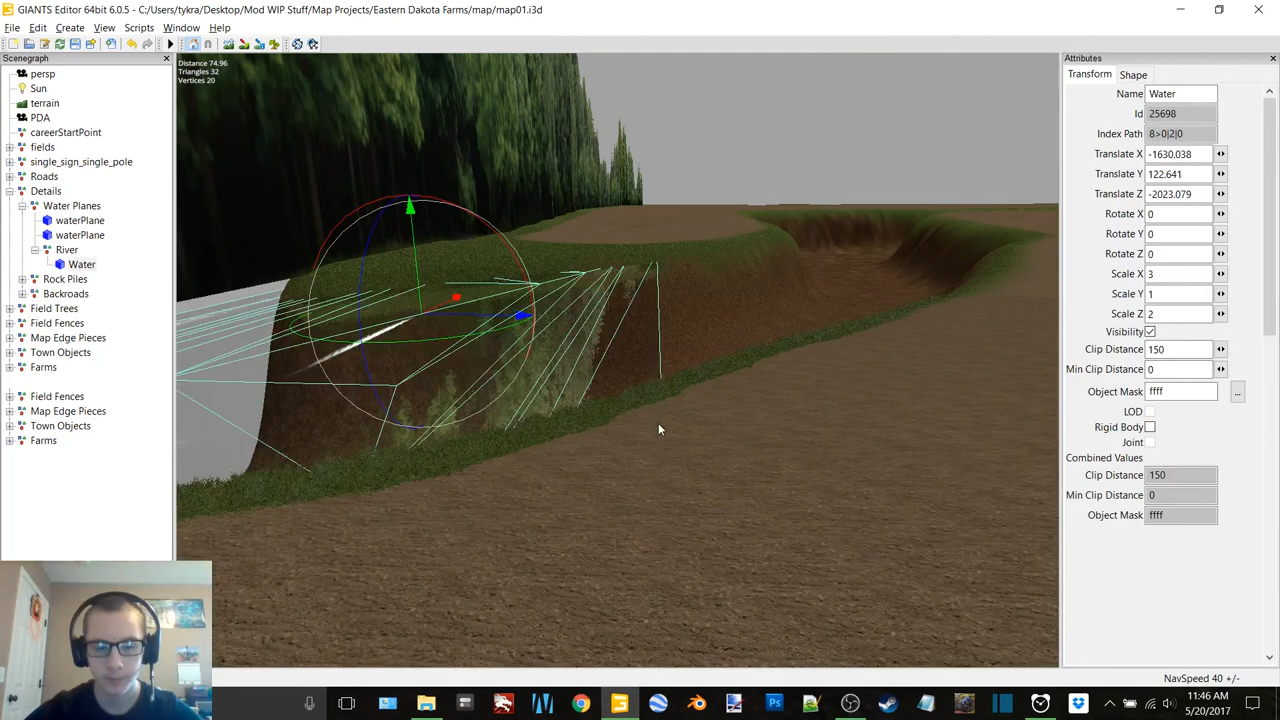 GIANTS Editor 64bit 6.0.5 - C:/Users/tykra/Desktop/Mod WIP Stuff/Map Projects/Eastern Dakota Farms/map/map01.i3d
File Edit Create View Scripts Window Help
Scenegraph
persp
Sun
terrain
PDA
careerStartPoint
fields
single_sign_single_pole
Roads
Details
Water Planes
waterPlane
waterPlane
River
Water
Rock Piles
Backroads
Field Trees
Field Fences
Map Edge Pieces
Town Objects
Farms
Field Fences
Map Edge Pieces
Town Objects
Farms
Distance 74.96
Triangles 32
Vertices 20
Attributes
Transform Shape
Name Water
Id 25698
Index Path 8>0|2|0
Translate X -1630.038
Translate Y 122.641
Translate Z -2023.079
Rotate X 0
Rotate Y 0
Rotate Z 0
Scale X 3
Scale Y 1
Scale Z 2
Visibility
Clip Distance 150
Min Clip Distance 0
Object Mask ffff ...
LOD
Rigid Body
Joint
Combined Values
Clip Distance 150
Min Clip Distance 0
Object Mask ffff
NavSpeed 40 +/-
11:46 AM
5/20/2017